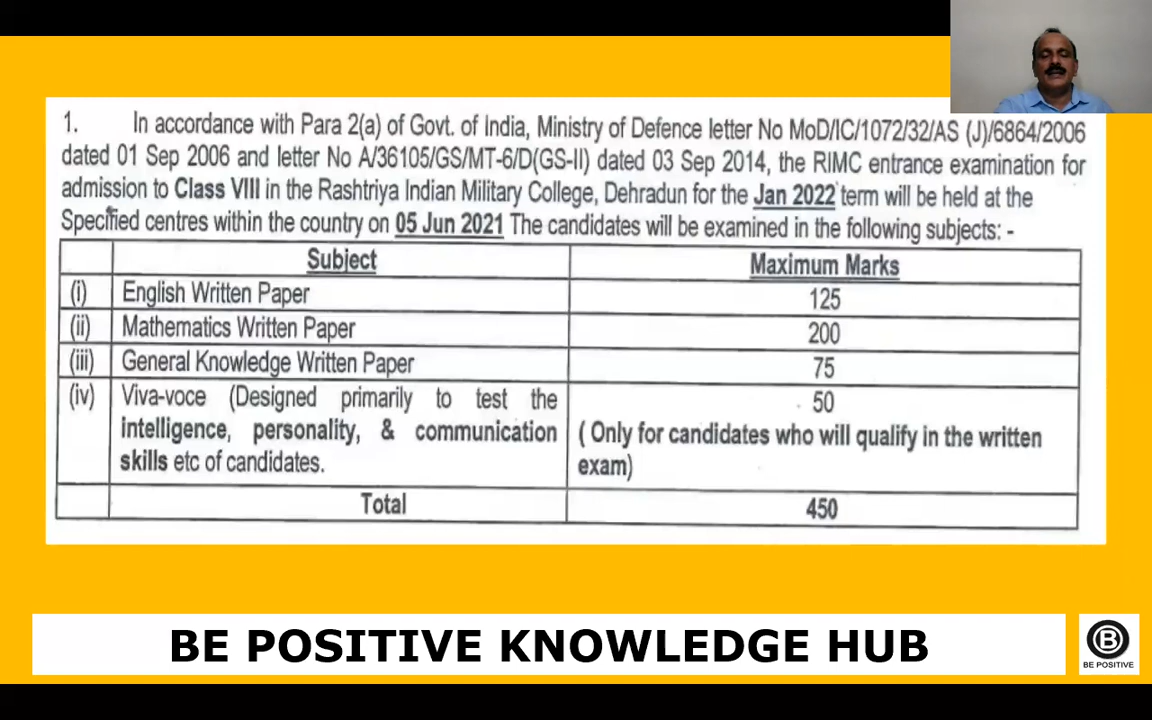 1. In accordance with Para 2(a) of Govt. of India, Ministry of Defence letter No MoD/IC/1072/32/AS (J)/6864/2006
dated 01 Sep 2006 and letter No A/36105/GS/MT-6/D(GS-II) dated 03 Sep 2014, the RIMC entrance examination for
admission to Class VIII in the Rashtriya Indian Military College, Dehradun for the Jan 2022 term will be held at the
Specified centres within the country on 05 Jun 2021 The candidates will be examined in the following subjects: -
Subject Maximum Marks
(i) English Written Paper 125
(ii) Mathematics Written Paper 200
(iii) General Knowledge Written Paper 75
(iv) Viva-voce (Designed primarily to test the 50
intelligence, personality, & communication ( Only for candidates who will qualify in the written
skills etc of candidates. exam)
Total 450
BE POSITIVE KNOWLEDGE HUB
B
BE POSITIVE